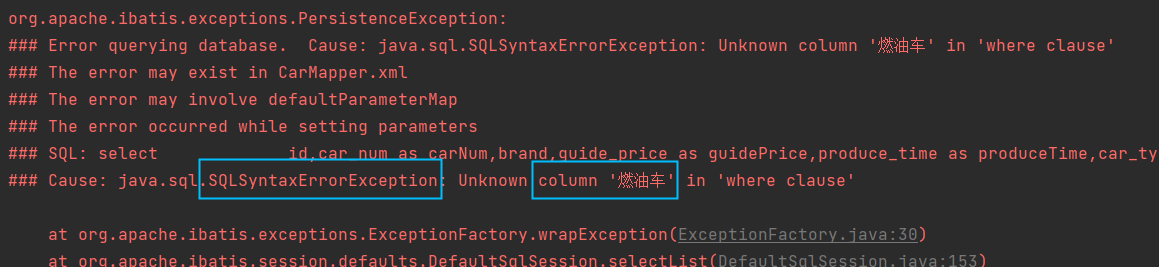 org.apache.ibatis.exceptions.PersistenceException:
### Error querying database.  Cause: java.sql.SQLSyntaxErrorException: Unknown column '燃油车' in 'where clause'
### The error may exist in CarMapper.xml
### The error may involve defaultParameterMap
### The error occurred while setting parameters
### SQL: select             id,car_num as carNum,brand,guide_price as guidePrice,produce_time as produceTime,car_ty
### Cause: java.sql.SQLSyntaxErrorException: Unknown column '燃油车' in 'where clause'
at org.apache.ibatis.exceptions.ExceptionFactory.wrapException(ExceptionFactory.java:30)
at org.apache.ibatis.session.defaults.DefaultSqlSession.selectList(DefaultSqlSession.java:153)